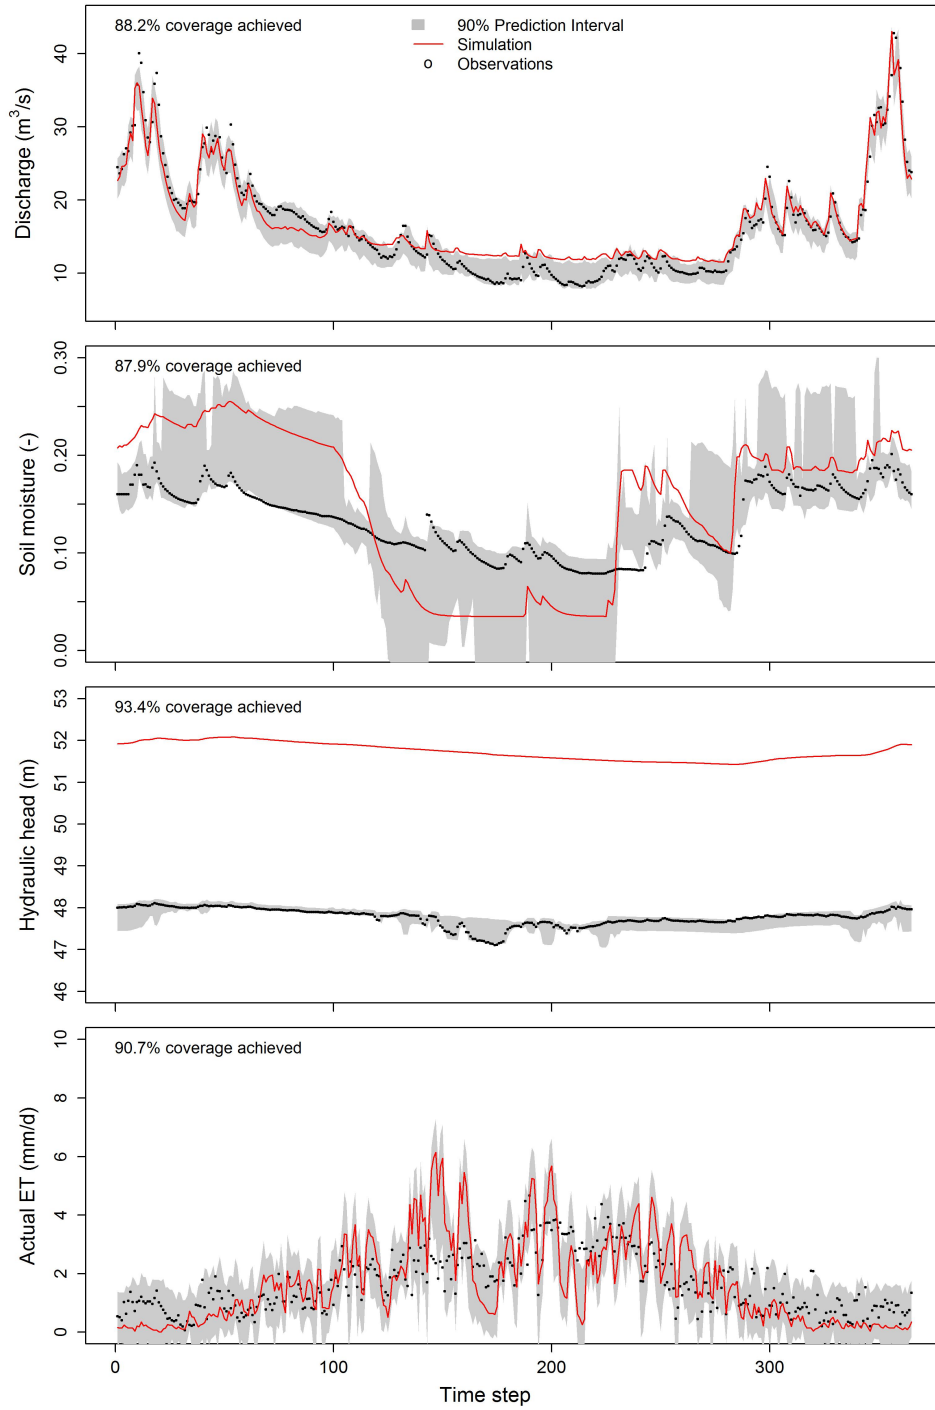 88.2% coverage achieved
90% Prediction Interval
Simulation
o Observations
Discharge (m³/s)
40
30
20
10
87.9% coverage achieved
Soil moisture (-)
0.30
0.20
0.10
0.00
93.4% coverage achieved
Hydraulic head (m)
53
52
51
50
49
48
47
46
90.7% coverage achieved
Actual ET (mm/d)
10
8
6
4
2
0
0 100 200 300
Time step